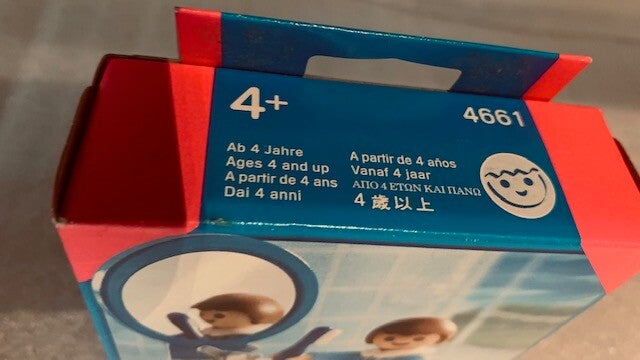 4+
4661
Ab 4 Jahre
Ages 4 and up
A partir de 4 ans
Dai 4 anni
A partir de 4 años
Vanaf 4 jaar
ΑΠΟ 4 ΕΤΩΝ ΚΑΙ ΠΑΝΩ
4 歲以上